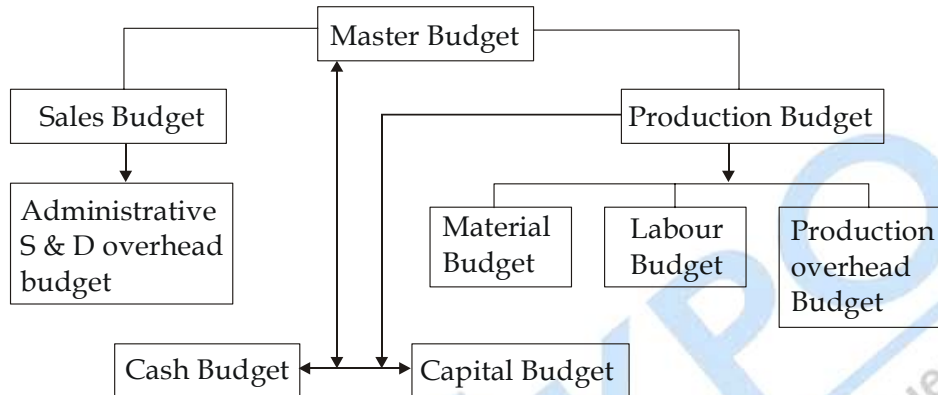 Master Budget
Sales Budget
Production Budget
Administrative
S & D overhead
budget
Material
Budget
Labour
Budget
Production
overhead
Budget
Cash Budget
Capital Budget